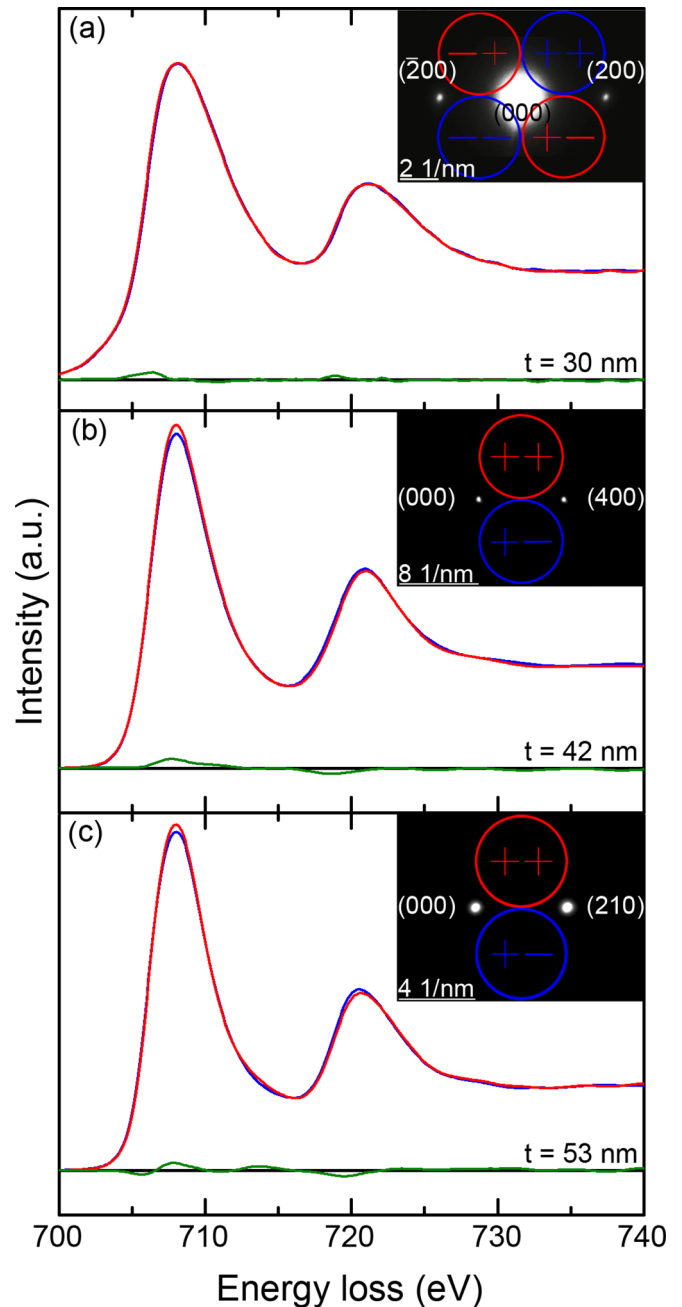 (a)
(2̄00)
(200)
(000)
2 1/nm
t = 30 nm
(b)
(000)
(400)
8 1/nm
t = 42 nm
(c)
(000)
(210)
4 1/nm
t = 53 nm
Intensity (a.u.)
700 710 720 730 740
Energy loss (eV)